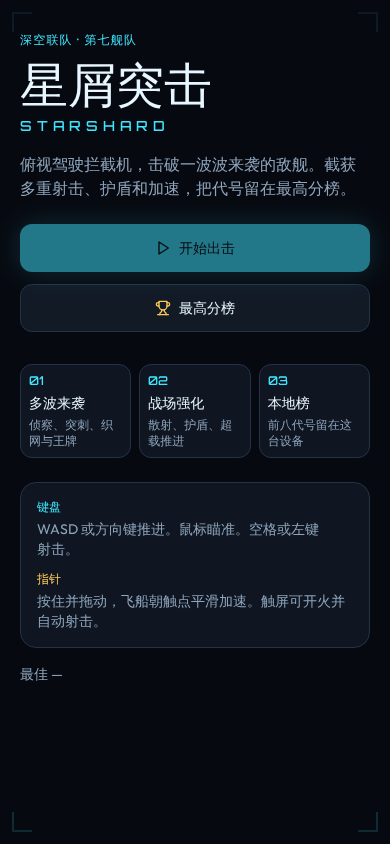 深空联队 · 第七舰队
星屑突击
STARSHARD
俯视驾驶拦截机，击破一波波来袭的敌舰。截获
多重射击、护盾和加速，把代号留在最高分榜。
开始出击
最高分榜
01
多波来袭
侦察、突刺、织
网与王牌
02
战场强化
散射、护盾、超
载推进
03
本地榜
前八代号留在这
台设备
键盘
WASD 或方向键推进。鼠标瞄准。空格或左键
射击。
指针
按住并拖动，飞船朝触点平滑加速。触屏可开火并
自动射击。
最佳 —